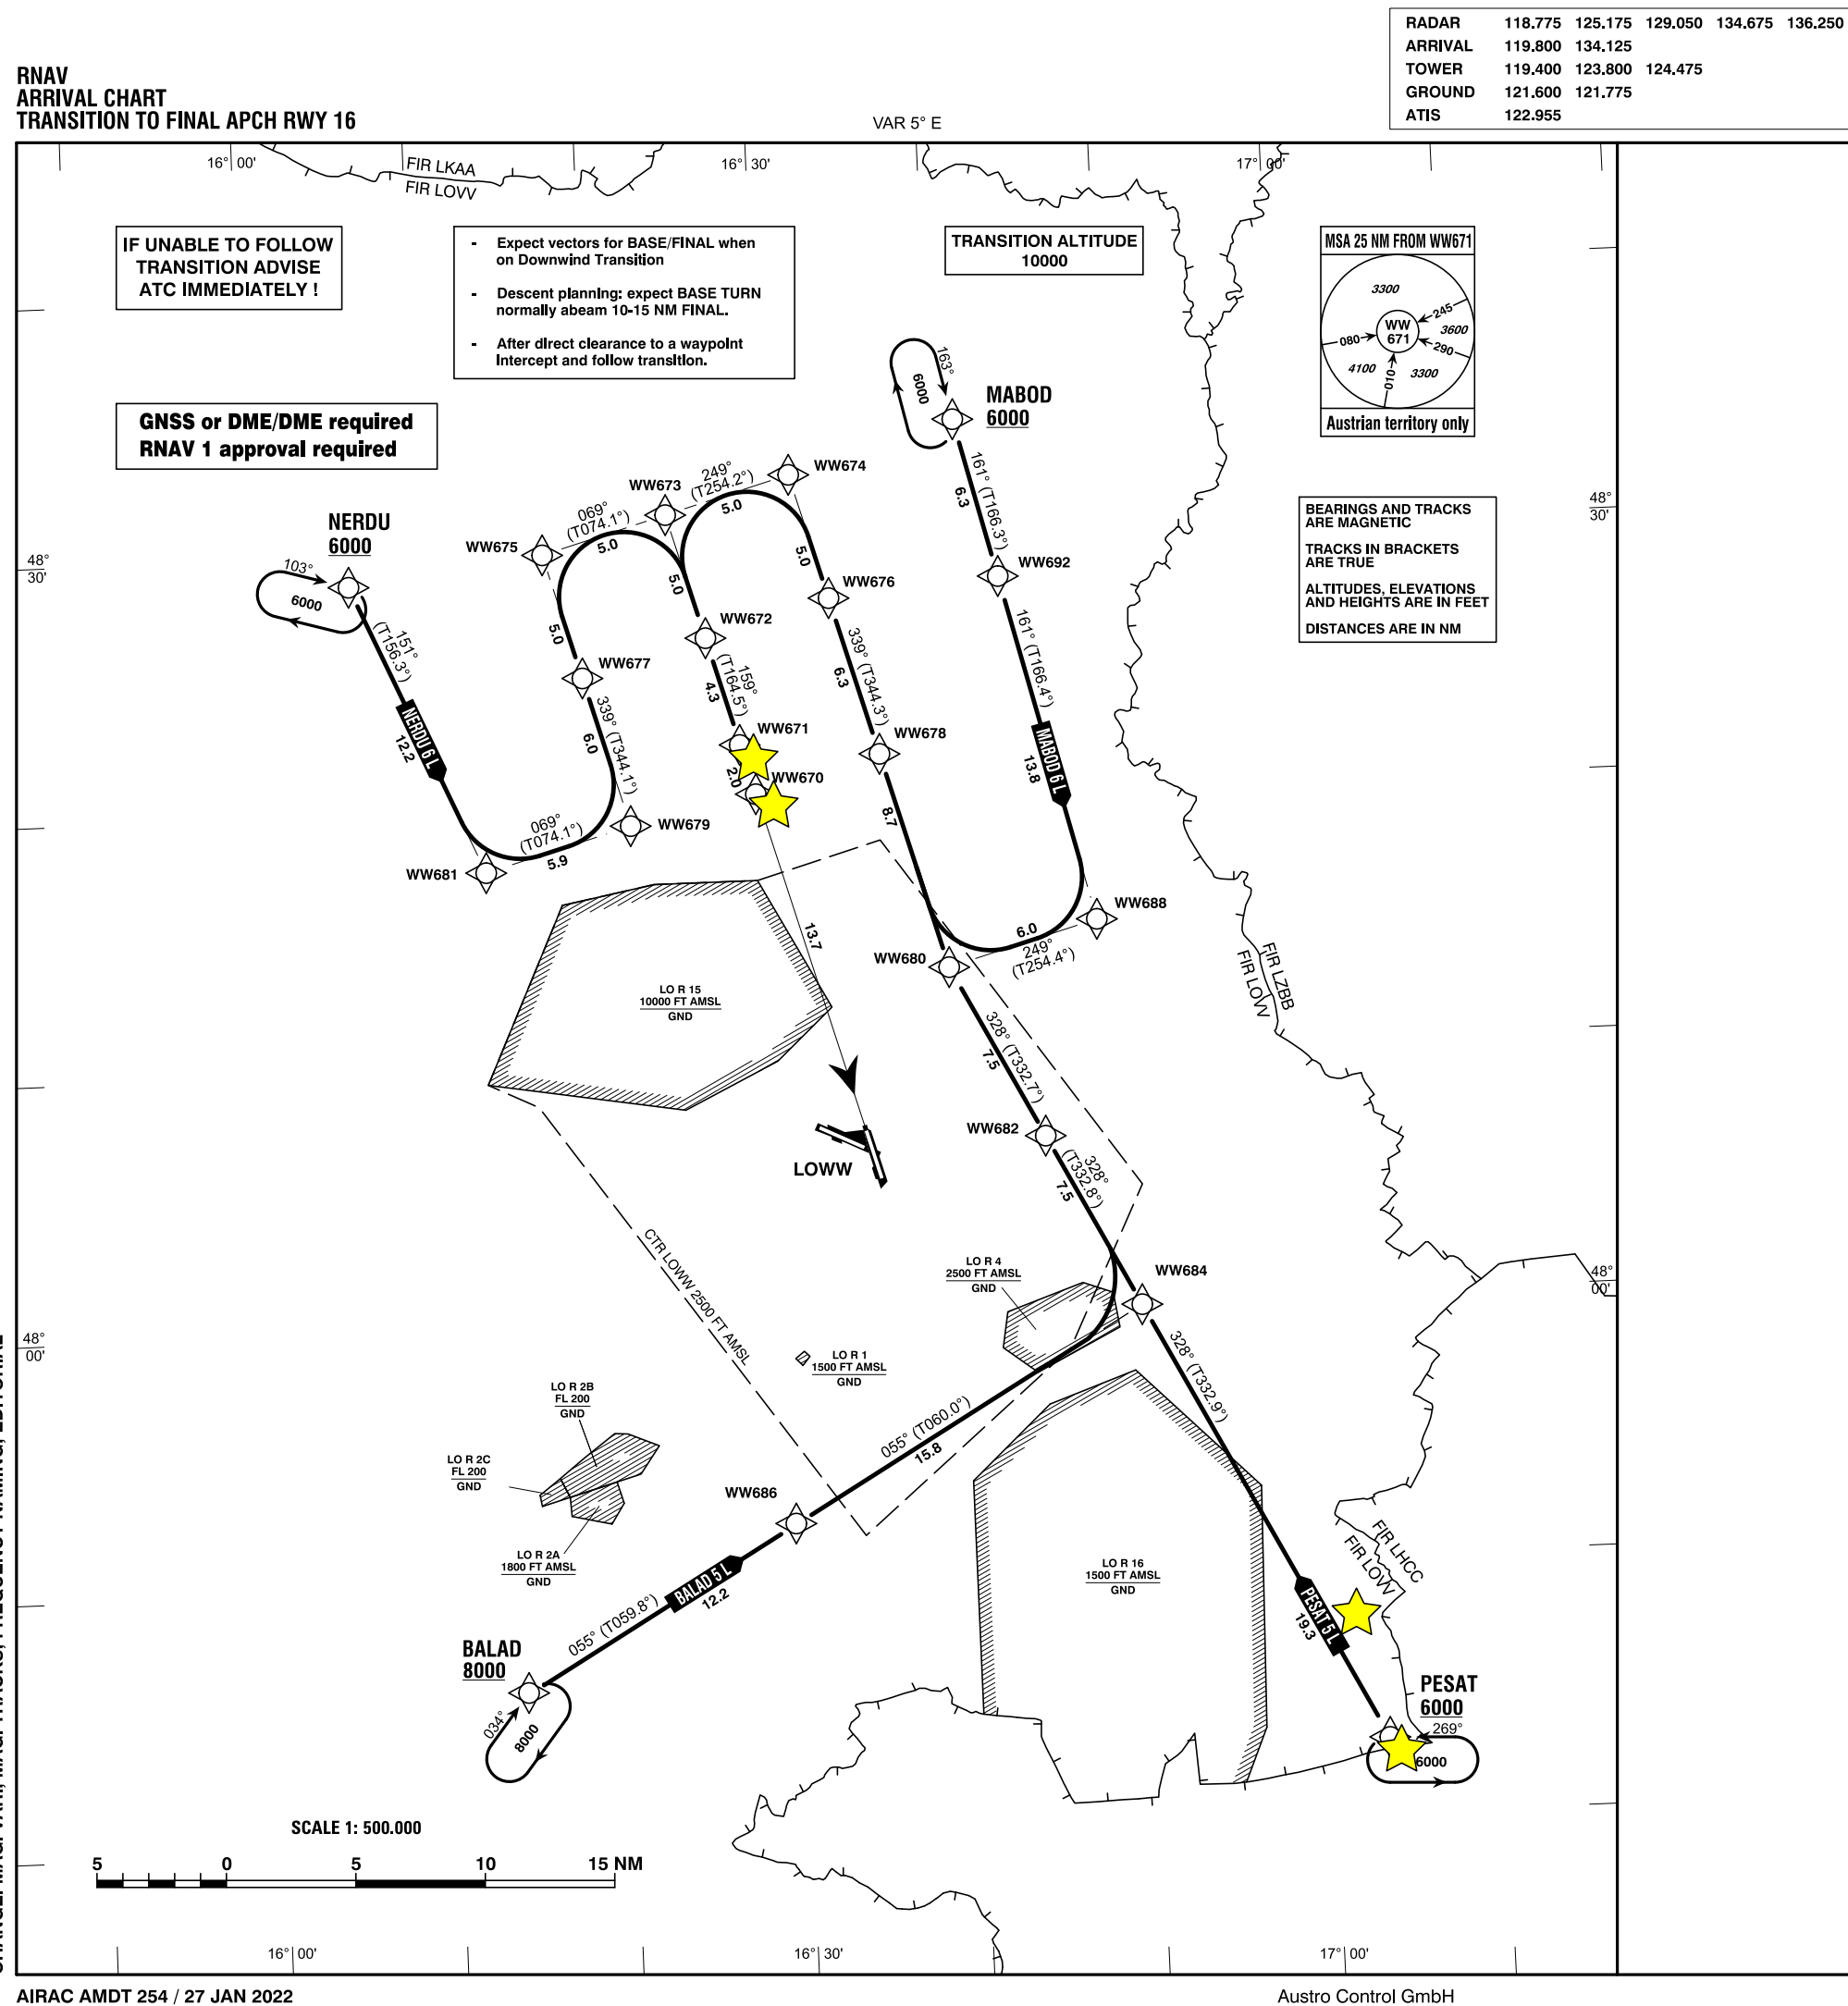 RADAR 118.775 125.175 129.050 134.675 136.250
ARRIVAL 119.800 134.125
TOWER 119.400 123.800 124.475
GROUND 121.600 121.775
ATIS 122.955
RNAV
ARRIVAL CHART
TRANSITION TO FINAL APCH RWY 16
VAR 5° E
16° 00'
16° 30'
17° 00'
FIR LKAA
FIR LOVV
IF UNABLE TO FOLLOW
TRANSITION ADVISE
ATC IMMEDIATELY !
- Expect vectors for BASE/FINAL when
on Downwind Transition
- Descent planning: expect BASE TURN
normally abeam 10-15 NM FINAL.
- After direct clearance to a waypoint
intercept and follow transition.
TRANSITION ALTITUDE
10000
MSA 25 NM FROM WW671
3300
245
WW
671
3600
080
290
4100
010
3300
Austrian territory only
GNSS or DME/DME required
RNAV 1 approval required
163°
6000
MABOD
6000
161° (T166.3°)
6.3
WW674
249°
(T254.2°)
5.0
WW673
069°
(T074.1°)
5.0
WW675
NERDU
6000
103°
6000
48°
30'
48°
30'
BEARINGS AND TRACKS
ARE MAGNETIC
TRACKS IN BRACKETS
ARE TRUE
ALTITUDES, ELEVATIONS
AND HEIGHTS ARE IN FEET
DISTANCES ARE IN NM
WW692
WW676
5.0
5.0
WW672
5.0
151°
(T156.3°)
WW677
159°
(T164.5°)
4.3
339° (T344.3°)
6.3
161° (T166.4°)
MABOD 6 L
13.8
NERDU 6 L
12.2
339° (T344.1°)
6.0
WW671
WW678
WW670
2.0
8.7
WW679
069°
(T074.1°)
5.9
WW681
WW688
6.0
249°
(T254.4°)
WW680
13.7
FIR LZBB
FIR LOVV
LO R 15
10000 FT AMSL
GND
328° (T332.7°)
7.5
WW682
LOWW
328°
(T332.8°)
7.5
CTR LOWW 2500 FT AMSL
LO R 4
2500 FT AMSL
GND
WW684
48°
00'
48°
00'
LO R 1
1500 FT AMSL
GND
328° (T332.9°)
LO R 2B
FL 200
GND
055° (T060.0°)
15.8
LO R 2C
FL 200
GND
WW686
LO R 2A
1800 FT AMSL
GND
LO R 16
1500 FT AMSL
GND
FIR LHCC
FIR LOVV
BALAD 5 L
12.2
055° (T059.8°)
PESAT 5 L
19.3
BALAD
8000
034°
8000
PESAT
6000
269°
6000
SCALE 1: 500.000
5 0 5 10 15 NM
16° 00'
16° 30'
17° 00'
AIRAC AMDT 254 / 27 JAN 2022
Austro Control GmbH